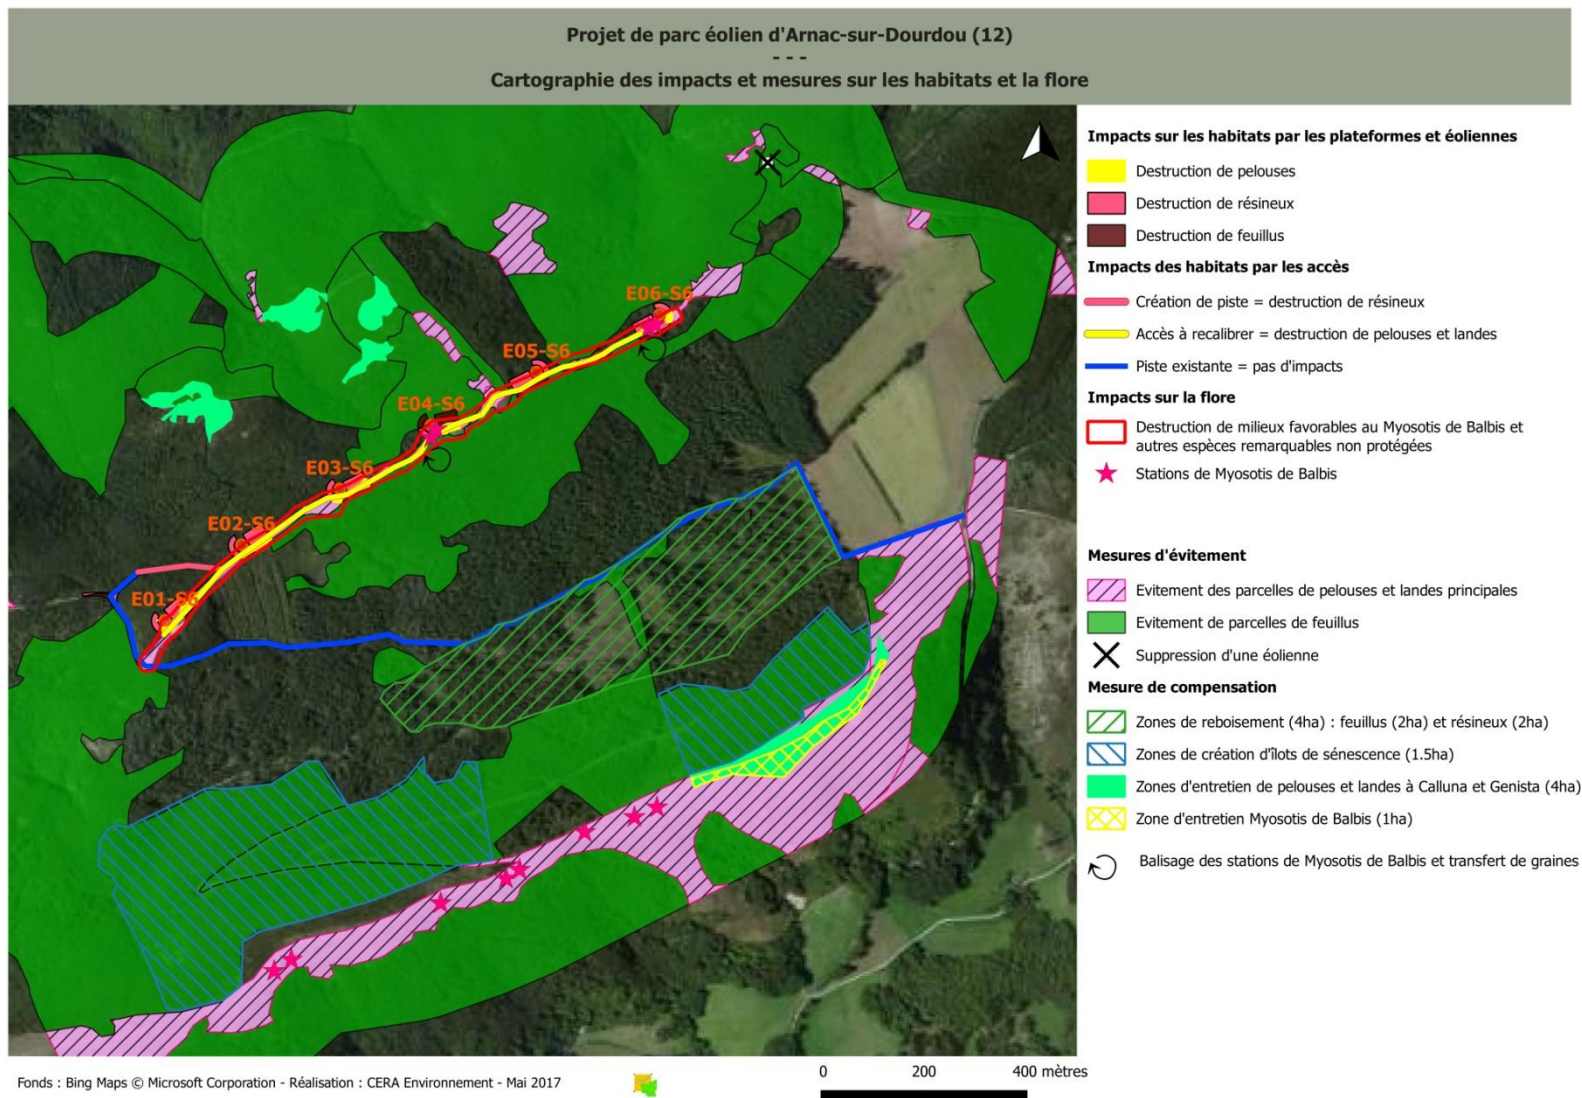 Projet de parc éolien d'Arnac-sur-Dourdou (12)
- - -
Cartographie des impacts et mesures sur les habitats et la flore
E06-S6
E05-S6
E04-S6
E03-S6
E02-S6
E01-S6
Impacts sur les habitats par les plateformes et éoliennes
Destruction de pelouses
Destruction de résineux
Destruction de feuillus
Impacts des habitats par les accès
Création de piste = destruction de résineux
Accès à recalibrer = destruction de pelouses et landes
Piste existante = pas d'impacts
Impacts sur la flore
Destruction de milieux favorables au Myosotis de Balbis et
autres espèces remarquables non protégées
Stations de Myosotis de Balbis
Mesures d'évitement
Evitement des parcelles de pelouses et landes principales
Evitement de parcelles de feuillus
Suppression d'une éolienne
Mesure de compensation
Zones de reboisement (4ha) : feuillus (2ha) et résineux (2ha)
Zones de création d'îlots de sénescence (1.5ha)
Zones d'entretien de pelouses et landes à Calluna et Genista (4ha)
Zone d'entretien Myosotis de Balbis (1ha)
Balisage des stations de Myosotis de Balbis et transfert de graines
Fonds : Bing Maps © Microsoft Corporation - Réalisation : CERA Environnement - Mai 2017
0 200 400 mètres